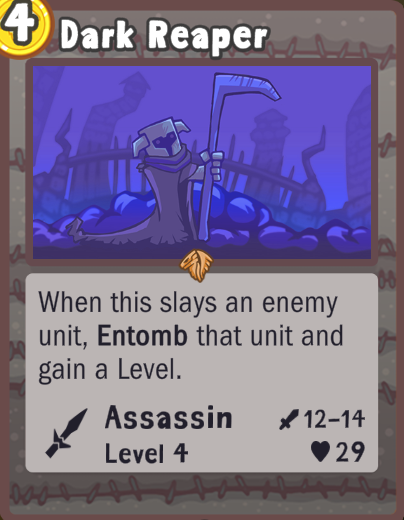 4
Dark Reaper
When this slays an enemy
unit, Entomb that unit and
gain a Level.
Assassin 12–14
Level 4 29